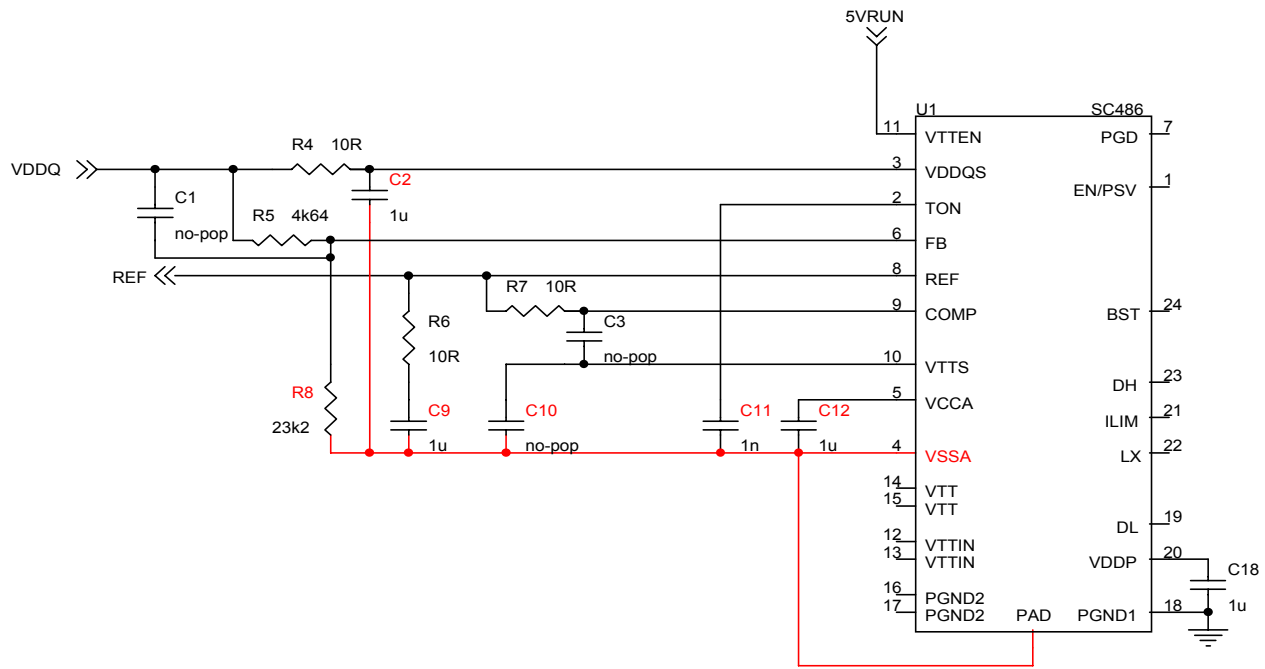 5VRUN
U1 SC486
11 VTTEN PGD 7
R4 10R
VDDQ
3 VDDQS
C2
EN/PSV 1
C1
2 TON
1u
R5 4k64
no-pop
6 FB
REF
8 REF
R7 10R
R6
C3
9 COMP BST 24
10R
no-pop
10 VTTS
R8
DH 23
5 VCCA
C9 C10 C11 C12
ILIM 21
23k2
1u no-pop 1n 1u
4 VSSA LX 22
14 VTT
15 VTT
DL 19
12 VTTIN
13 VTTIN
VDDP 20
C18
16 PGND2
1u
17 PGND2 PAD PGND1 18